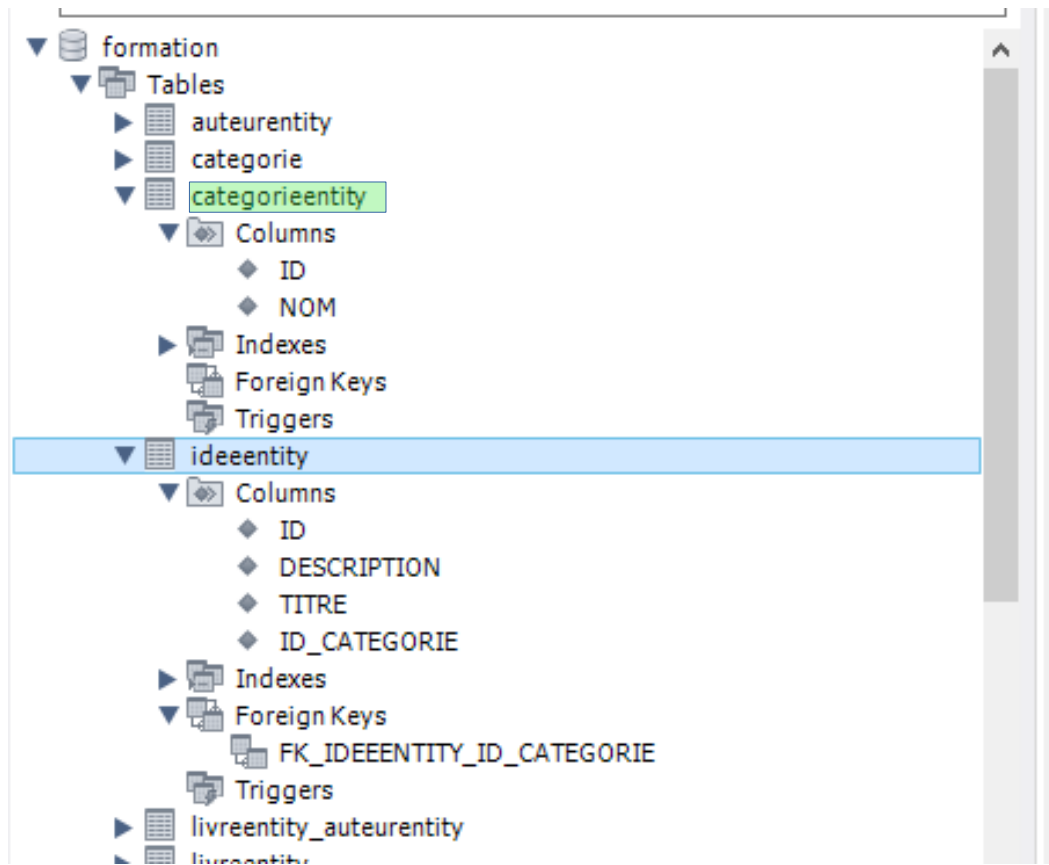 formation
Tables
auteurentity
categorie
categorieentity
Columns
ID
NOM
Indexes
Foreign Keys
Triggers
ideeentity
Columns
ID
DESCRIPTION
TITRE
ID_CATEGORIE
Indexes
Foreign Keys
FK_IDEEENTITY_ID_CATEGORIE
Triggers
livreentity_auteurentity
livreentity